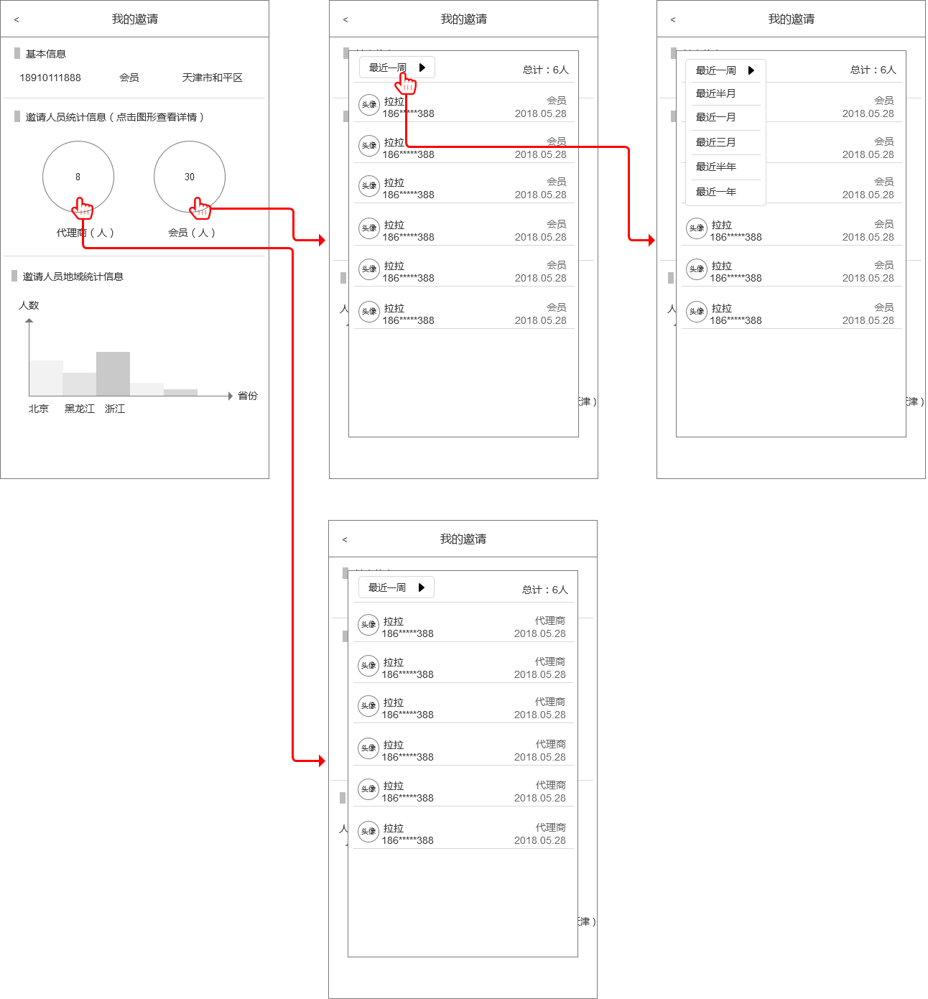 <
我的邀请
基本信息
18910111888
会员
天津市和平区
邀请人员统计信息（点击图形查看详情）
8
30
代理商（人）
会员（人）
邀请人员地域统计信息
人数
省份
北京
黑龙江
浙江
<
我的邀请
最近一周
总计：6人
头像
拉拉
会员
186*****388
2018.05.28
头像
拉拉
会员
186*****388
2018.05.28
头像
拉拉
会员
186*****388
2018.05.28
头像
拉拉
会员
186*****388
2018.05.28
头像
拉拉
会员
186*****388
2018.05.28
头像
拉拉
会员
186*****388
2018.05.28
人
津）
<
我的邀请
最近一周
总计：6人
最近半月
最近一月
最近三月
最近半年
最近一年
会员
2018.05.28
会员
2018.05.28
会员
2018.05.28
头像
拉拉
会员
186*****388
2018.05.28
头像
拉拉
会员
186*****388
2018.05.28
头像
拉拉
会员
186*****388
2018.05.28
人
津）
<
我的邀请
最近一周
总计：6人
头像
拉拉
代理商
186*****388
2018.05.28
头像
拉拉
代理商
186*****388
2018.05.28
头像
拉拉
代理商
186*****388
2018.05.28
头像
拉拉
代理商
186*****388
2018.05.28
头像
拉拉
代理商
186*****388
2018.05.28
头像
拉拉
代理商
186*****388
2018.05.28
人
津）